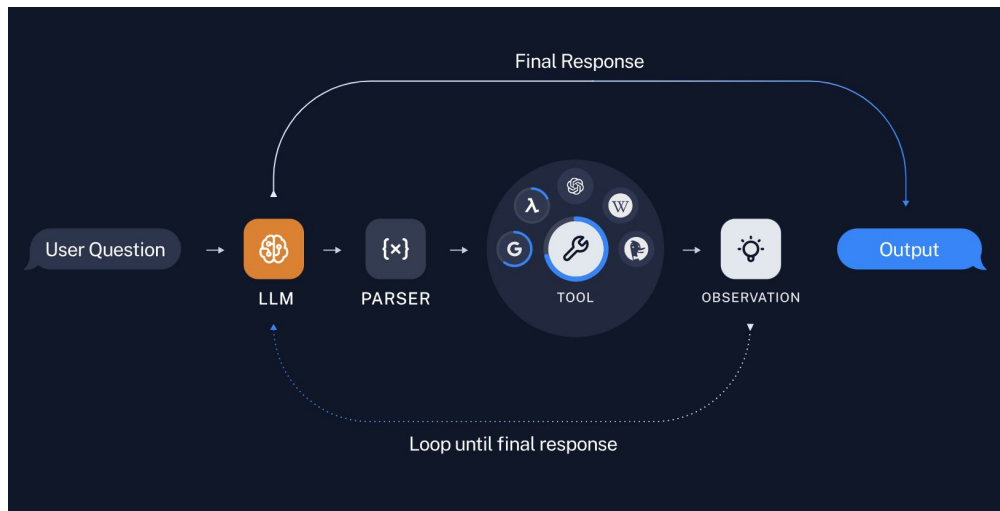 Final Response
User Question
LLM
{×}
PARSER
λ
G
W
TOOL
OBSERVATION
Output
Loop until final response